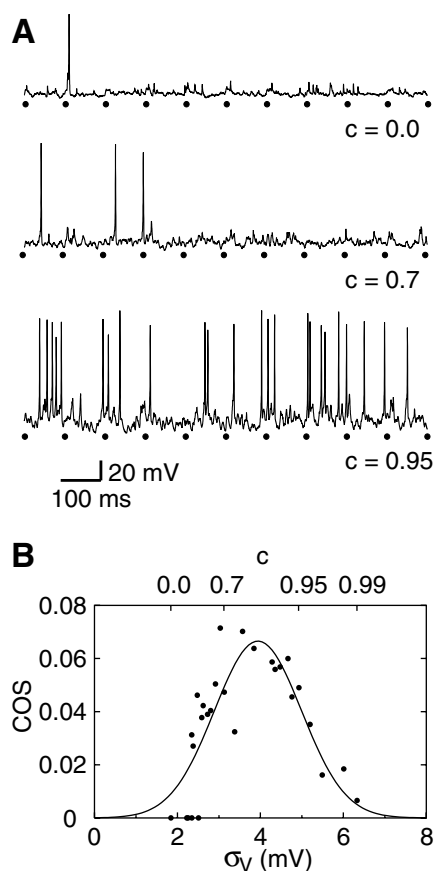 A
c = 0.0
c = 0.7
c = 0.95
20 mV
100 ms
B
c
0.0 0.7 0.95 0.99
0.08
0.06
0.04
0.02
0
COS
0 2 4 6 8
σV (mV)